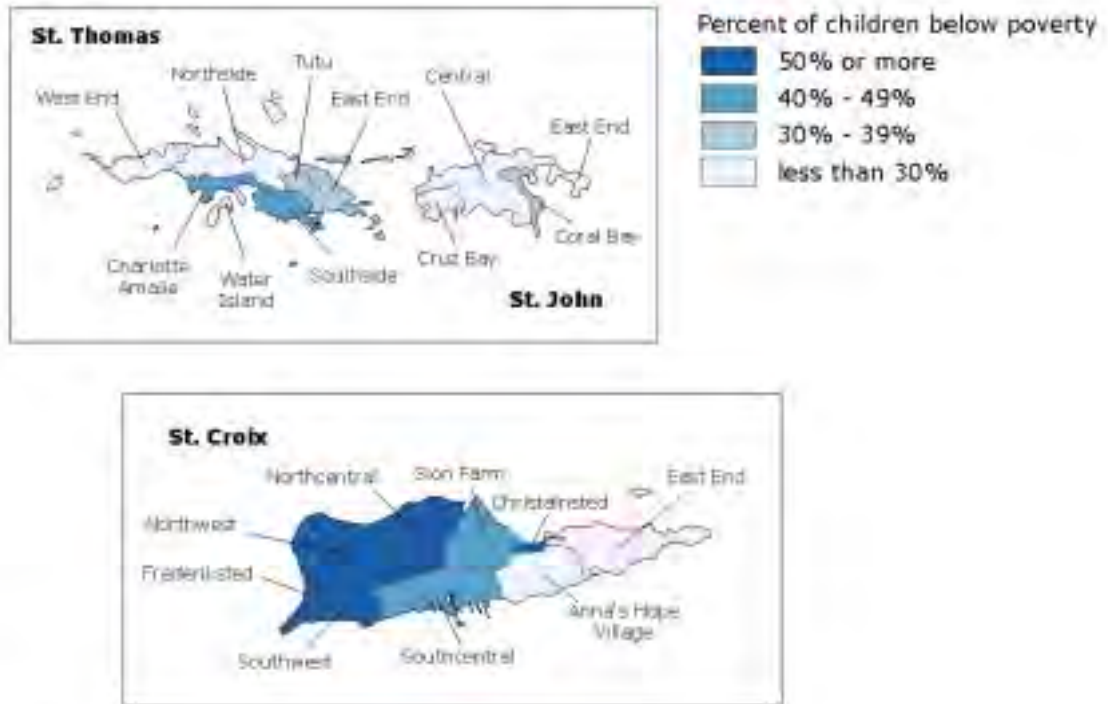 St. Thomas
Northside
Tutu
Central
West End
East End
East End
Coral Bay
Cruz Bay
Charlotte
Amalie
Water
Island
Southside
St. John
Percent of children below poverty
50% or more
40% - 49%
30% - 39%
less than 30%
St. Croix
Northcentral
Sion Farm
East End
Christainsted
Northwest
Frederiksted
Anna's Hope
Village
Southwest
Southcentral